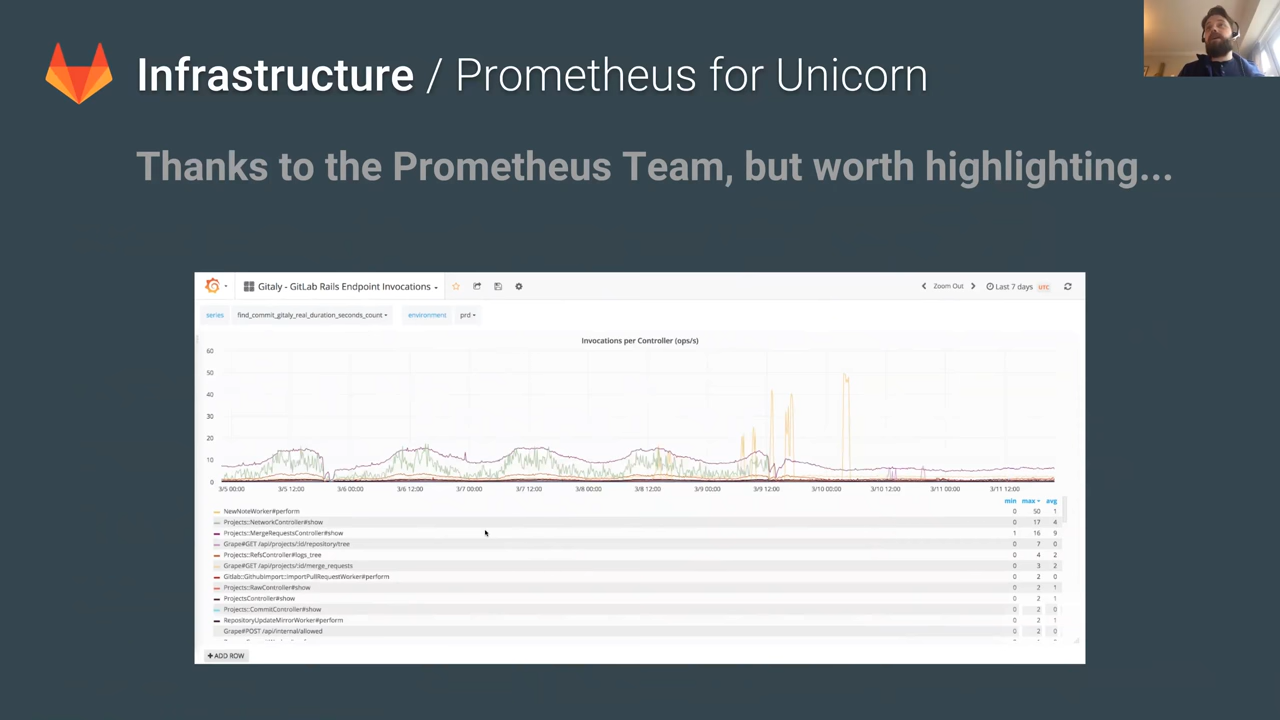 Infrastructure / Prometheus for Unicorn
Thanks to the Prometheus Team, but worth highlighting...
Gitaly - GitLab Rails Endpoint Invocations
Zoom Out
Last 7 days UTC
series find_commit_gitaly_real_duration_seconds_count environment prd
Invocations per Controller (ops/s)
60
50
40
30
20
10
0
3/5 00:00 3/5 12:00 3/6 00:00 3/6 12:00 3/7 00:00 3/7 12:00 3/8 00:00 3/8 12:00 3/9 00:00 3/9 12:00 3/10 00:00 3/10 12:00 3/11 00:00 3/11 12:00
min max avg
NewNoteWorker#perform 0 50 1
Projects::NetworkController#show 0 17 4
Projects::MergeRequestsController#show 1 16 9
Grape#GET /api/projects/:id/repository/tree 0 7 0
Projects::RefsController#logs_tree 0 4 2
Grape#GET /api/projects/:id/merge_requests 0 3 2
Gitlab::GithubImport::ImportPullRequestWorker#perform 0 2 0
Projects::RawController#show 0 2 1
ProjectsController#show 0 2 1
Projects::CommitController#show 0 2 0
RepositoryUpdateMirrorWorker#perform 0 2 1
Grape#POST /api/internal/allowed 0 2 0
+ ADD ROW